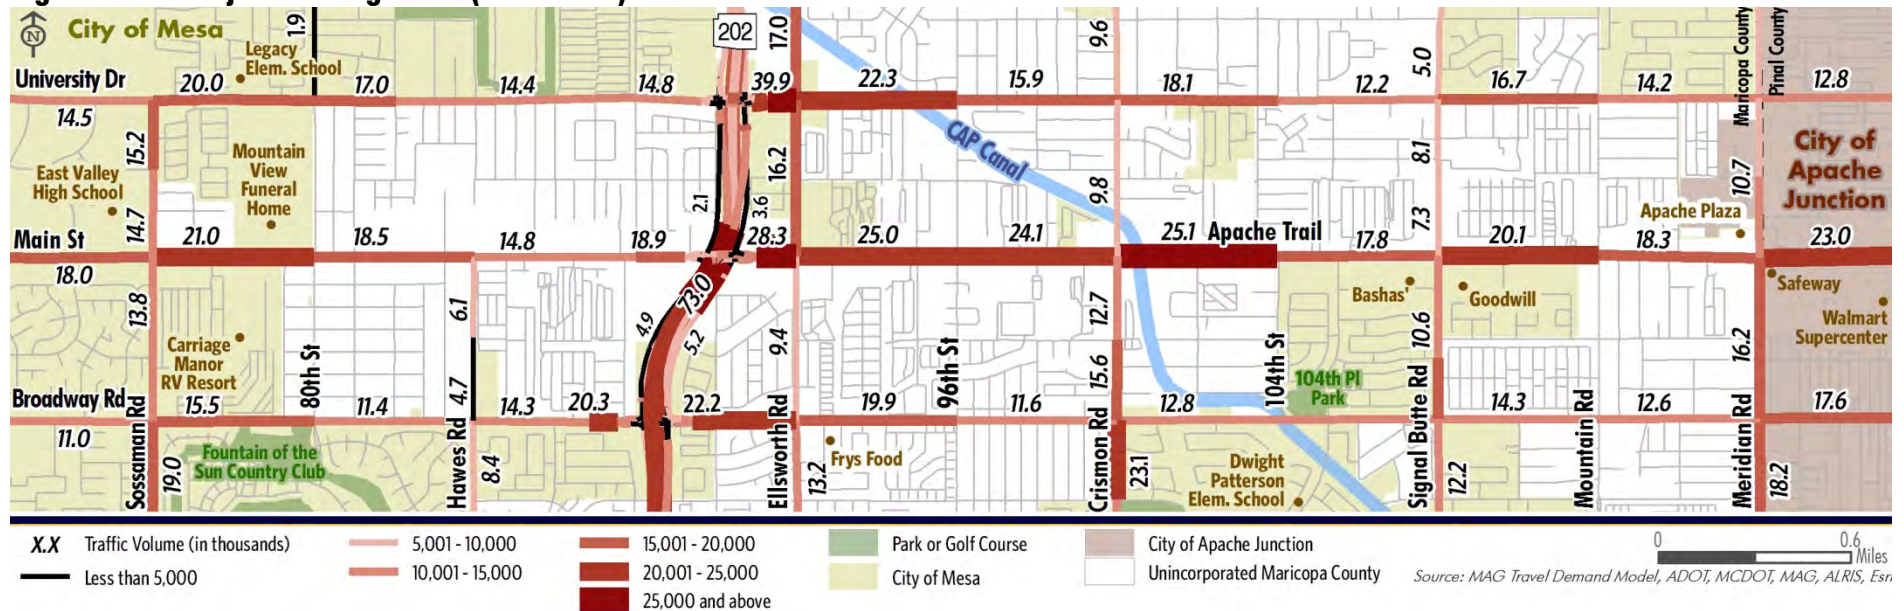 N
City of Mesa
1.9
Legacy
Elem. School
202
17.0
9.6
5.0
Maricopa County
Pinal County
University Dr
20.0
17.0
14.4
14.8
39.9
22.3
15.9
18.1
12.2
16.7
14.2
12.8
14.5
15.2
East Valley
High School
Mountain
View
Funeral
Home
16.2
CAP Canal
8.1
City of
Apache
Junction
14.7
2.1
3.6
9.8
7.3
10.7
Apache Plaza
Main St
21.0
18.5
14.8
18.9
28.3
25.0
24.1
25.1
Apache Trail
17.8
20.1
18.3
23.0
18.0
13.8
6.1
73.0
4.9
5.2
9.4
12.7
Bashas'
10.6
Goodwill
Safeway
Walmart
Supercenter
16.2
Carriage
Manor
RV Resort
80th St
4.7
96th St
15.6
104th St
104th Pl
Park
Broadway Rd
15.5
11.4
14.3
20.3
22.2
19.9
11.6
12.8
14.3
12.6
17.6
11.0
Sossaman Rd
19.0
Fountain of the
Sun Country Club
Hawes Rd
8.4
Ellsworth Rd
13.2
Frys Food
Crismon Rd
23.1
Dwight
Patterson
Elem. School
Signal Butte Rd
12.2
Mountain Rd
Meridian Rd
18.2
X.X Traffic Volume (in thousands)
Less than 5,000
5,001 - 10,000
10,001 - 15,000
15,001 - 20,000
20,001 - 25,000
25,000 and above
Park or Golf Course
City of Mesa
City of Apache Junction
Unincorporated Maricopa County
0 0.6
Miles
Source: MAG Travel Demand Model, ADOT, MCDOT, MAG, ALRIS, Esri